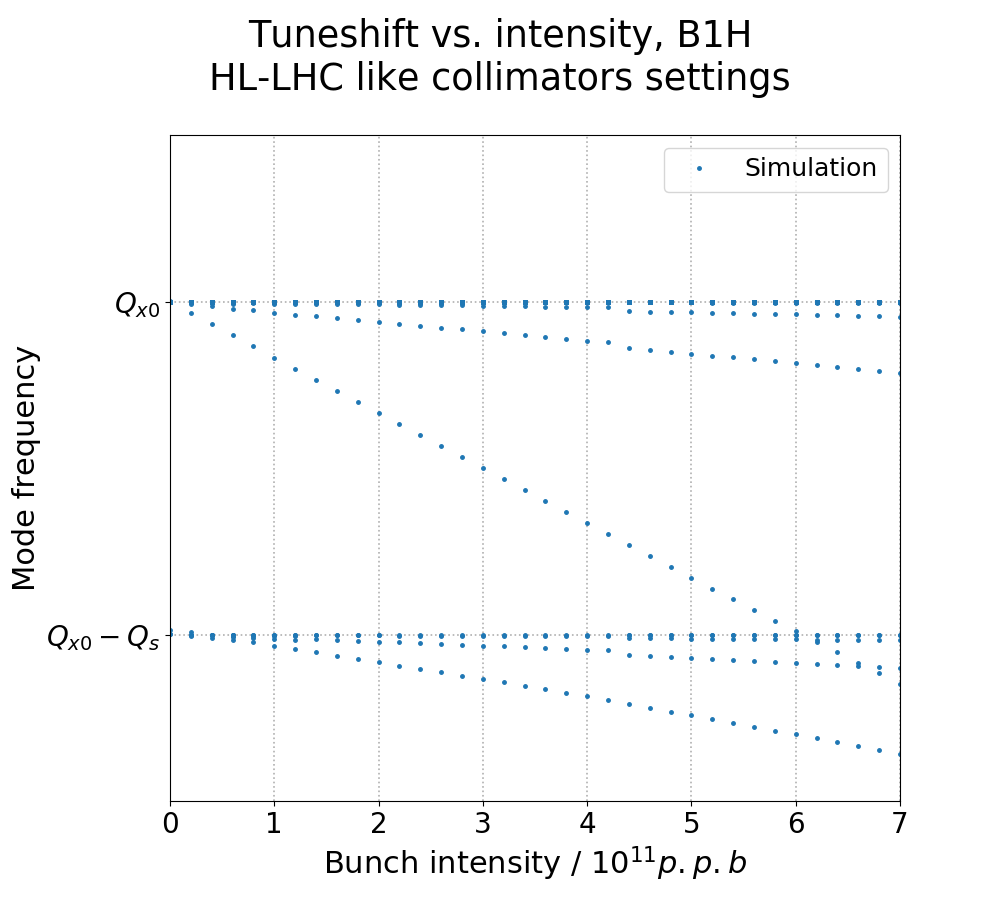 Tuneshift vs. intensity, B1H
HL-LHC like collimators settings
Simulation
Mode frequency
Q_{x0}
Q_{x0} − Q_s
0 1 2 3 4 5 6 7
Bunch intensity / 10^{11} p. p. b